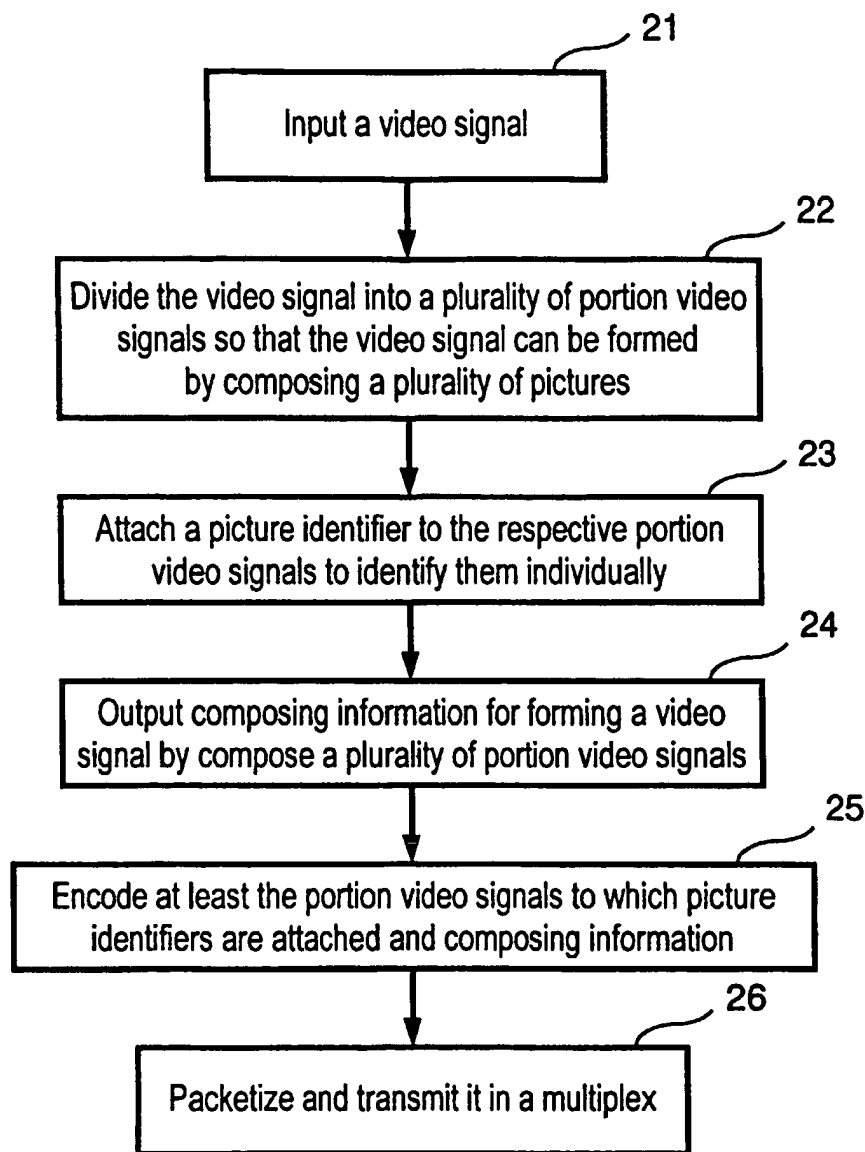 21
Input a video signal
22
Divide the video signal into a plurality of portion video
signals so that the video signal can be formed
by composing a plurality of pictures
23
Attach a picture identifier to the respective portion
video signals to identify them individually
24
Output composing information for forming a video
signal by compose a plurality of portion video signals
25
Encode at least the portion video signals to which picture
identifiers are attached and composing information
26
Packetize and transmit it in a multiplex